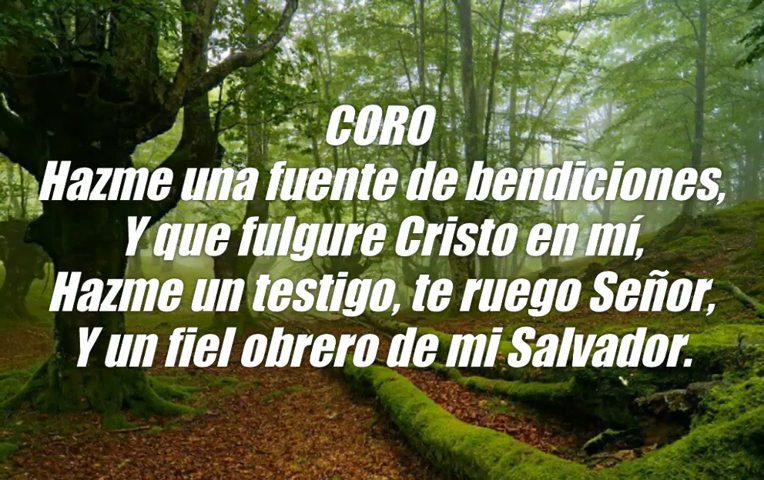 CORO
Hazme una fuente de bendiciones,
Y que fulgure Cristo en mí,
Hazme un testigo, te ruego Señor,
Y un fiel obrero de mi Salvador.